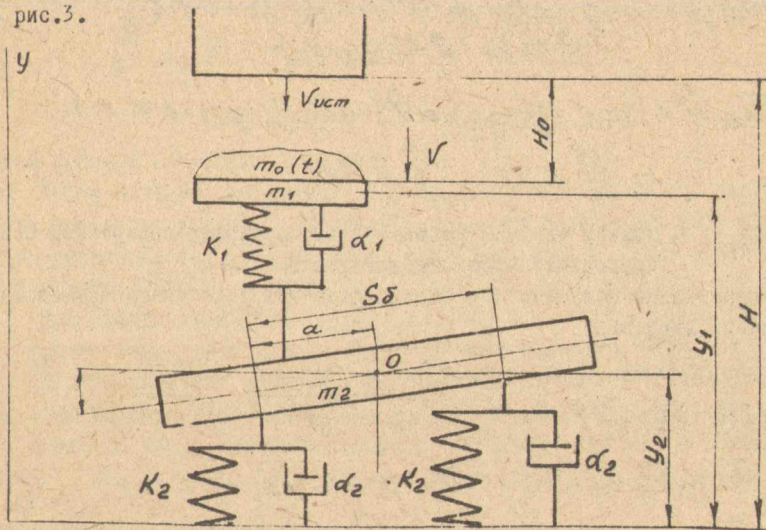 рис.3.
y
Vист
H₀
V
m₀(t)
m₁
K₁
α₁
Sδ
a
O
m₂
y₁
H
y₂
K₂
α₂
K₂
α₂